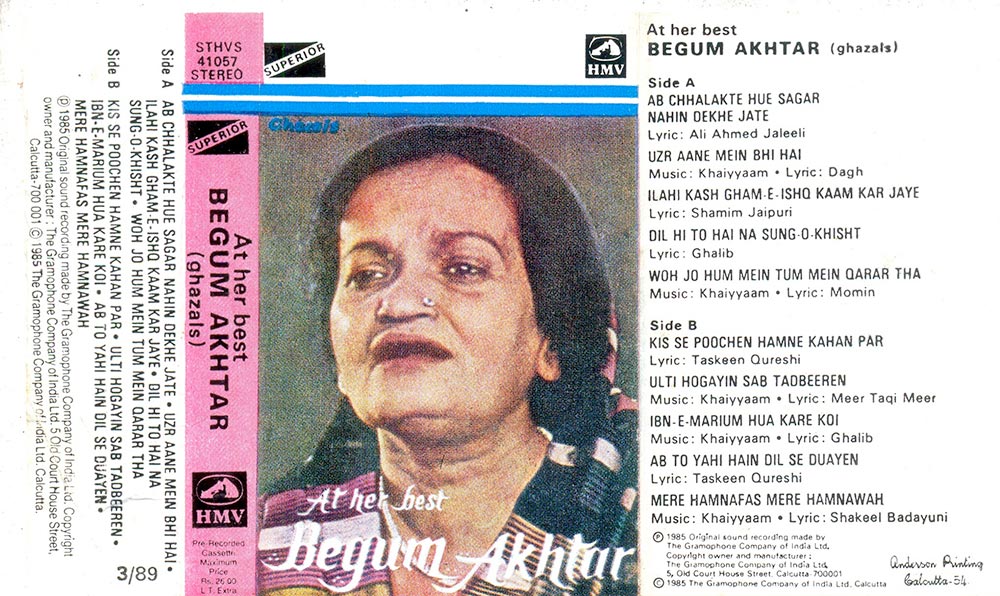 Side A AB CHHALAKTE HUE SAGAR NAHIN DEKHE JATE • UZR AANE MEIN BHI HAI •
ILAHI KASH GHAM-E-ISHQ KAAM KAR JAYE • DIL HI TO HAI NA
SUNG-O-KHISHT • WOH JO HUM MEIN TUM MEIN QARAR THA
Side B KIS SE POOCHEN HAMNE KAHAN PAR • ULTI HOGAYIN SAB TADBEEREN •
IBN-E-MARIUM HUA KARE KOI • AB TO YAHI HAIN DIL SE DUAYEN •
MERE HAMNAFAS MERE HAMNAWAH
℗ 1985 Original sound recording made by The Gramophone Company of India Ltd. Copyright
owner and manufacturer : The Gramophone Company of India Ltd. 5 Old Court House Street,
Calcutta-700 001 © 1985 The Gramophone Company of India Ltd. Calcutta.
3/89
STHVS
41057
STEREO
SUPERIOR
At her best
BEGUM AKHTAR
(ghazals)
HMV
Pre-Recorded
Cassette
Maximum
Price
Rs. 26.00
L.T. Extra
SUPERIOR
HMV
At her best
Begum Akhtar
At her best
BEGUM AKHTAR (ghazals)
Side A
AB CHHALAKTE HUE SAGAR
NAHIN DEKHE JATE
Lyric: Ali Ahmed Jaleeli
UZR AANE MEIN BHI HAI
Music: Khaiyyaam • Lyric: Dagh
ILAHI KASH GHAM-E-ISHQ KAAM KAR JAYE
Lyric: Shamim Jaipuri
DIL HI TO HAI NA SUNG-O-KHISHT
Lyric: Ghalib
WOH JO HUM MEIN TUM MEIN QARAR THA
Music: Khaiyyaam • Lyric: Momin
Side B
KIS SE POOCHEN HAMNE KAHAN PAR
Lyric: Taskeen Qureshi
ULTI HOGAYIN SAB TADBEEREN
Music: Khaiyyaam • Lyric: Meer Taqi Meer
IBN-E-MARIUM HUA KARE KOI
Music: Khaiyyaam • Lyric: Ghalib
AB TO YAHI HAIN DIL SE DUAYEN
Lyric: Taskeen Qureshi
MERE HAMNAFAS MERE HAMNAWAH
Music: Khaiyyaam • Lyric: Shakeel Badayuni
℗ 1985 Original sound recording made by
The Gramophone Company of India Ltd.
Copyright owner and manufacturer :
The Gramophone Company of India Ltd.
5, Old Court House Street. Calcutta-700001
© 1985 The Gramophone Company of India Ltd. Calcutta
Anderson Printing
Calcutta-54.